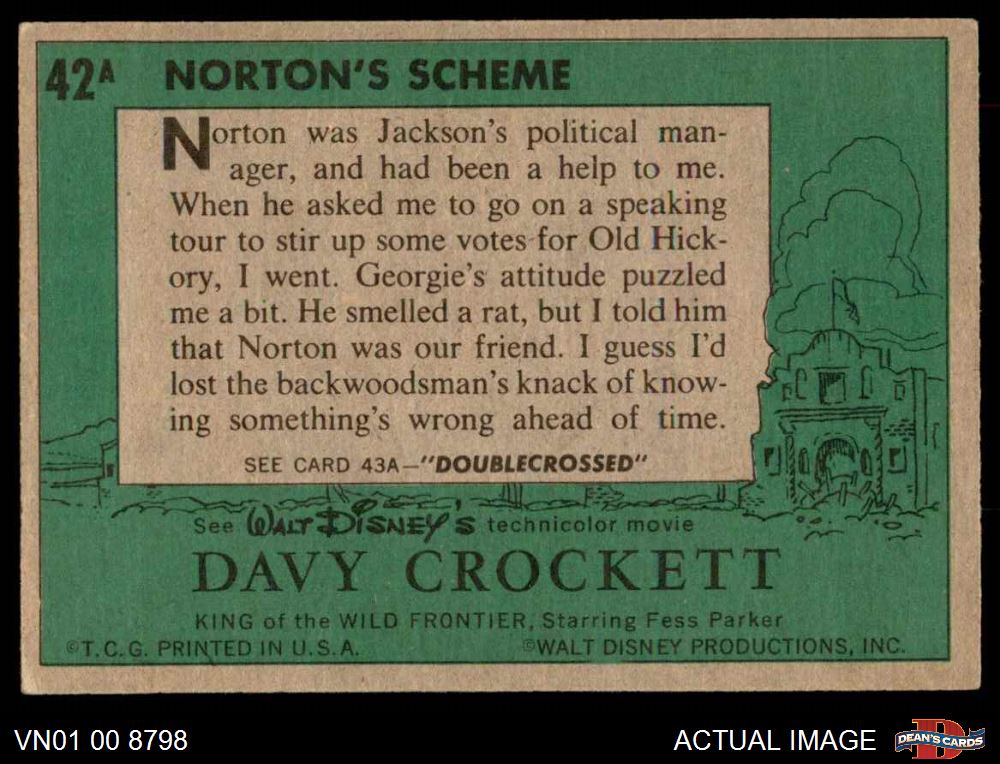 42A NORTON'S SCHEME
Norton was Jackson's political man-
ager, and had been a help to me.
When he asked me to go on a speaking
tour to stir up some votes for Old Hick-
ory, I went. Georgie's attitude puzzled
me a bit. He smelled a rat, but I told him
that Norton was our friend. I guess I'd
lost the backwoodsman's knack of know-
ing something's wrong ahead of time.
SEE CARD 43A—"DOUBLECROSSED"
See WALT DISNEY'S technicolor movie
DAVY CROCKETT
KING of the WILD FRONTIER, Starring Fess Parker
©T.C.G. PRINTED IN U.S.A. ©WALT DISNEY PRODUCTIONS, INC.
VN01 00 8798 ACTUAL IMAGE D DEAN'S CARDS